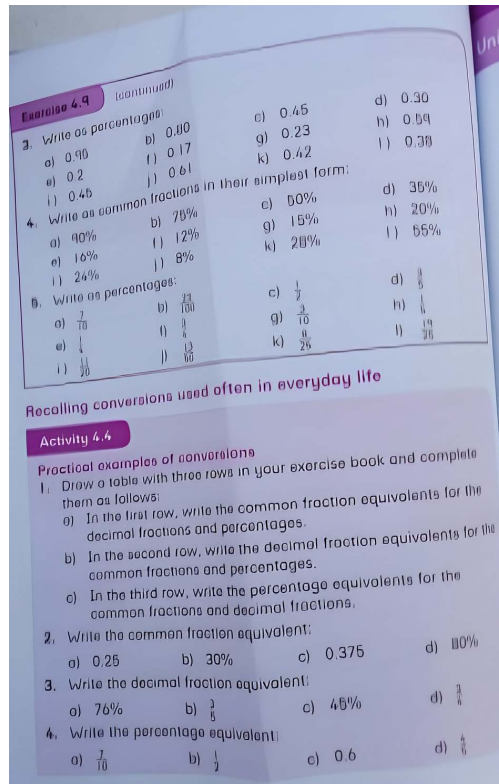 Uni
Exercise 4.9 (continued)
3. Write as percentages:
a) 0.90 b) 0.80 c) 0.45 d) 0.30
e) 0.2 f) 0.17 g) 0.23 h) 0.59
i) 0.45 j) 0.61 k) 0.42 l) 0.38
4. Write as common fractions in their simplest form:
a) 90% b) 75% c) 50% d) 35%
e) 16% f) 12% g) 15% h) 20%
i) 24% j) 8% k) 28% l) 55%
5. Write as percentages:
a) 7/10 b) 23/100 c) 1/2 d)
e) f) g) 3/10 h)
i) 11/20 j) k) l) 19/25
Recalling conversions used often in everyday life
Activity 4.4
Practical examples of conversions
1. Draw a table with three rows in your exercise book and complete
them as follows:
a) In the first row, write the common fraction equivalents for the
decimal fractions and percentages.
b) In the second row, write the decimal fraction equivalents for the
common fractions and percentages.
c) In the third row, write the percentage equivalents for the
common fractions and decimal fractions.
2. Write the common fraction equivalent:
a) 0.25 b) 30% c) 0.375 d)
3. Write the decimal fraction equivalent:
a) 76% b) 3/5 c) 45% d)
4. Write the percentage equivalent:
a) 7/10 b) 1/2 c) 0.6 d)